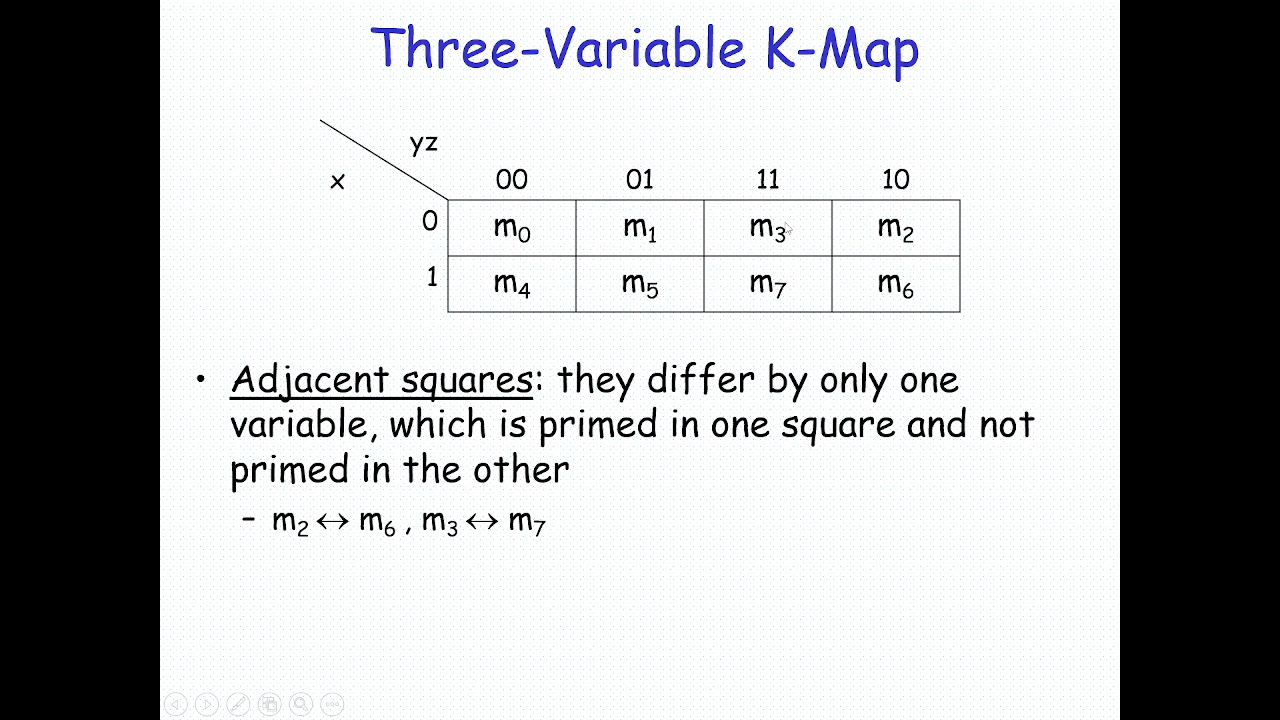 Three-Variable K-Map
yz
x 00 01 11 10
0 m₀ m₁ m₃ m₂
1 m₄ m₅ m₇ m₆
• Adjacent squares: they differ by only one
variable, which is primed in one square and not
primed in the other
– m₂ ↔ m₆ , m₃ ↔ m₇